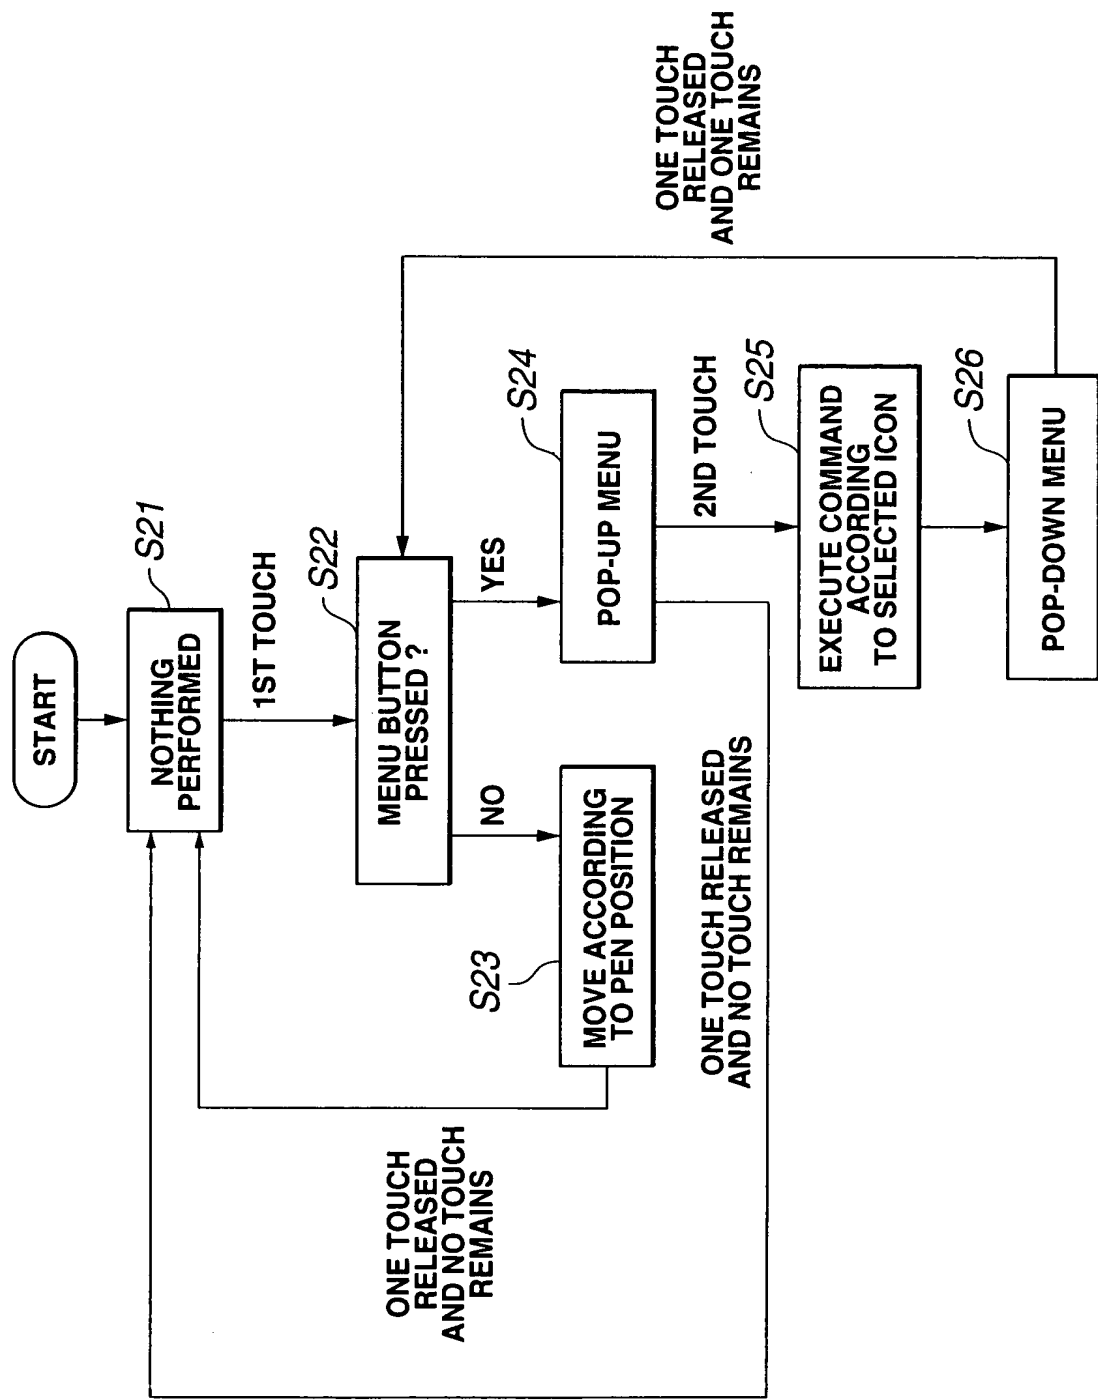 START
NOTHING
PERFORMED
S21
1ST TOUCH
MENU BUTTON
PRESSED ?
S22
NO
YES
MOVE ACCORDING
TO PEN POSITION
S23
POP-UP MENU
S24
ONE TOUCH
RELEASED
AND NO TOUCH
REMAINS
ONE TOUCH RELEASED
AND NO TOUCH REMAINS
2ND TOUCH
EXECUTE COMMAND
ACCORDING
TO SELECTED ICON
S25
POP-DOWN MENU
S26
ONE TOUCH
RELEASED
AND ONE TOUCH
REMAINS